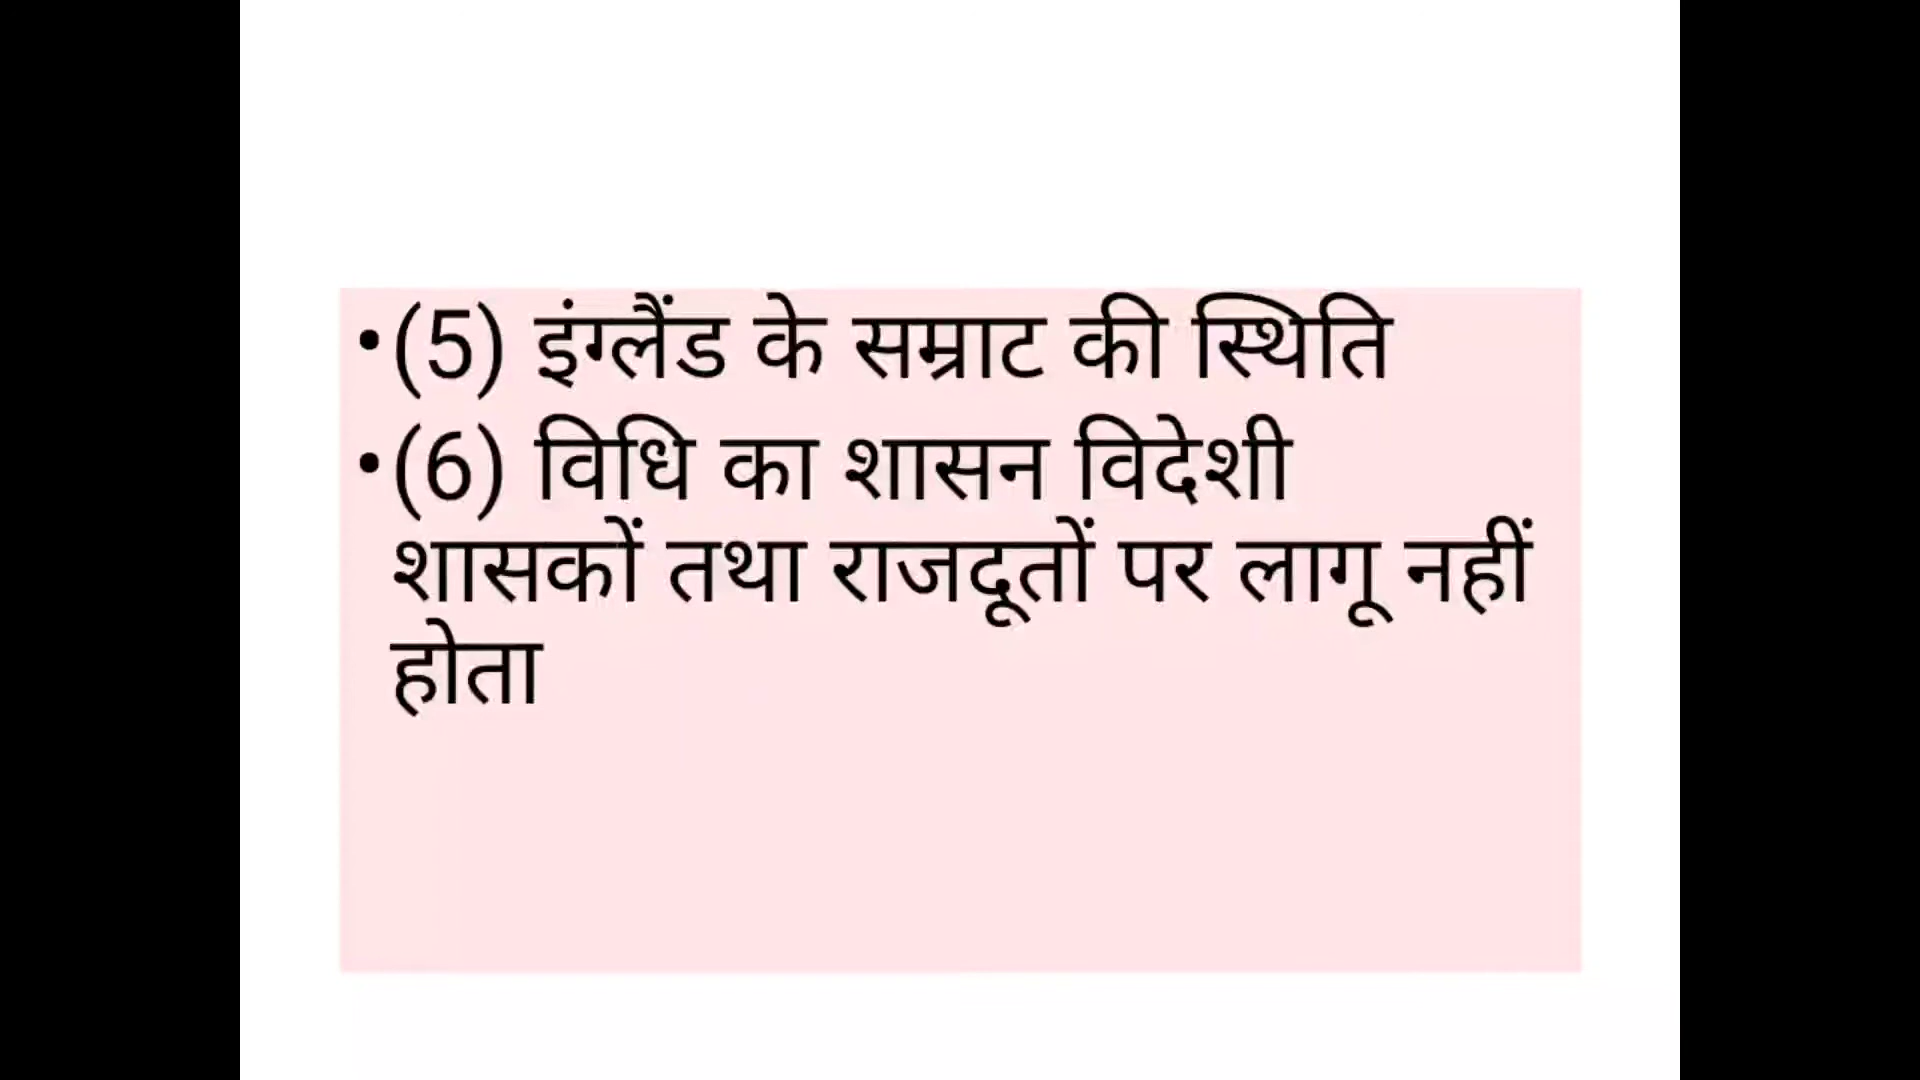 •(5) इंग्लैंड के सम्राट की स्थिति
•(6) विधि का शासन विदेशी
शासकों तथा राजदूतों पर लागू नहीं
होता